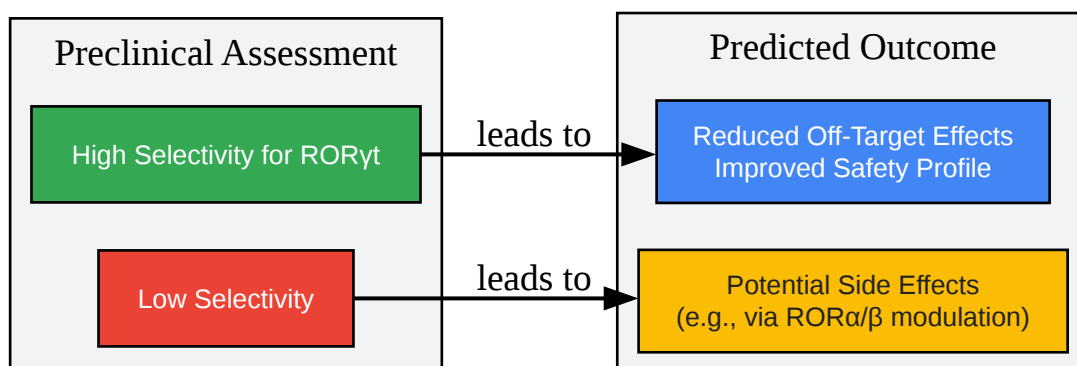 Preclinical Assessment
High Selectivity for RORγt
Low Selectivity
leads to
leads to
Predicted Outcome
Reduced Off-Target Effects
Improved Safety Profile
Potential Side Effects
(e.g., via RORα/β modulation)